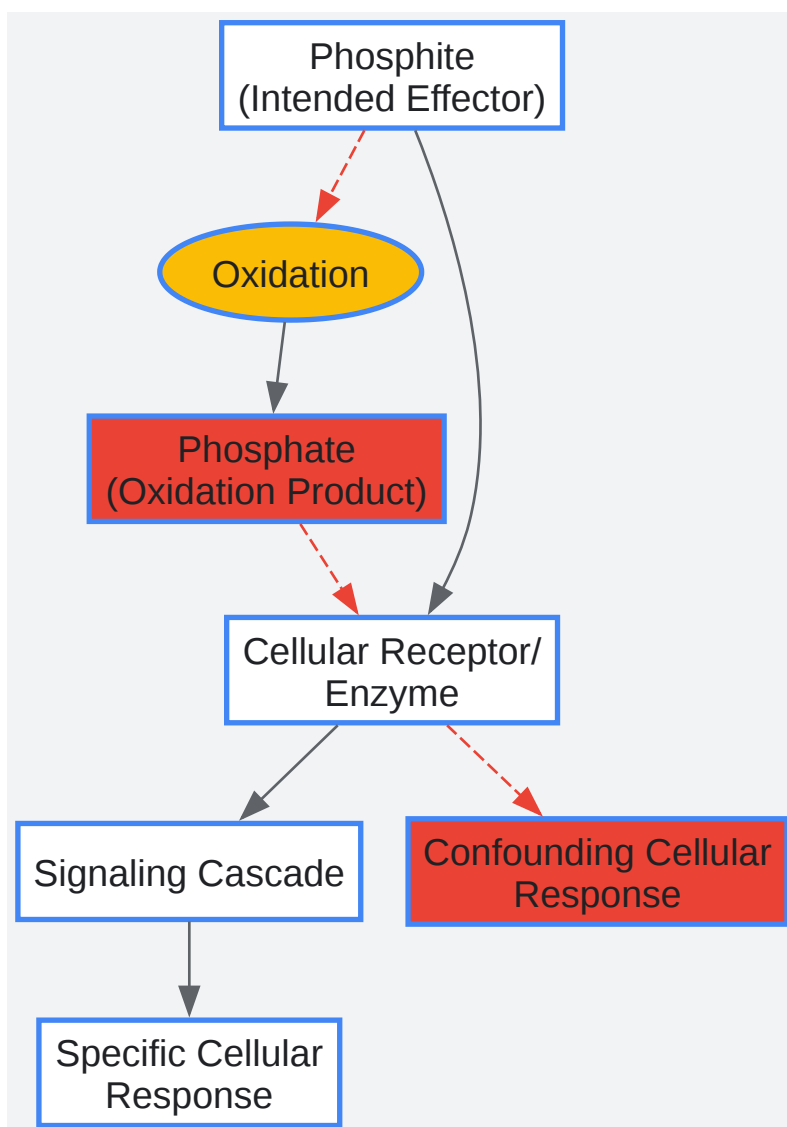 Phosphite
(Intended Effector)
Oxidation
Phosphate
(Oxidation Product)
Cellular Receptor/
Enzyme
Signaling Cascade
Confounding Cellular
Response
Specific Cellular
Response